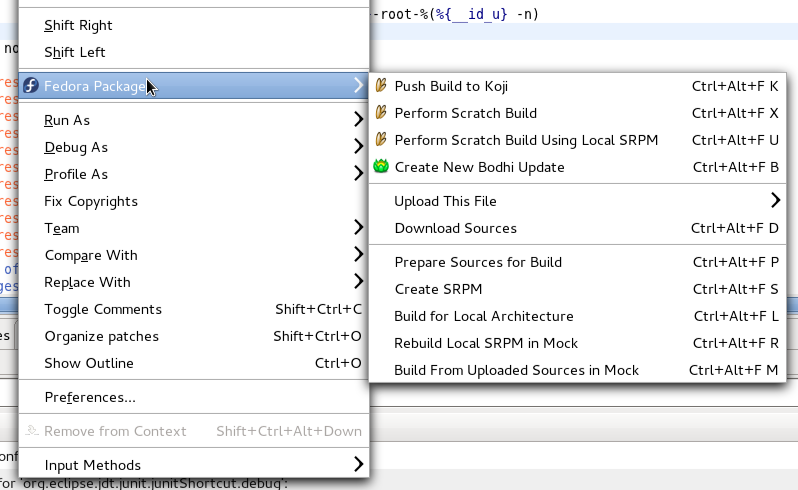 -root-%(%{__id_u} -n)
Shift Right
Shift Left
no
Fedora Package
Push Build to Koji Ctrl+Alt+F K
res
Run As
Perform Scratch Build Ctrl+Alt+F X
res
Debug As
Perform Scratch Build Using Local SRPM Ctrl+Alt+F U
res
Profile As
Create New Bodhi Update Ctrl+Alt+F B
res
Fix Copyrights
Upload This File
res
Team
Download Sources Ctrl+Alt+F D
res
Compare With
Prepare Sources for Build Ctrl+Alt+F P
res
of
Replace With
Create SRPM Ctrl+Alt+F S
ges
Toggle Comments Shift+Ctrl+C
Build for Local Architecture Ctrl+Alt+F L
es
Organize patches Shift+Ctrl+O
Rebuild Local SRPM in Mock Ctrl+Alt+F R
Show Outline Ctrl+O
Build From Uploaded Sources in Mock Ctrl+Alt+F M
Preferences...
Remove from Context Shift+Ctrl+Alt+Down
onf
Input Methods
for 'org.eclipse.jdt.junit.junitShortcut.debug':